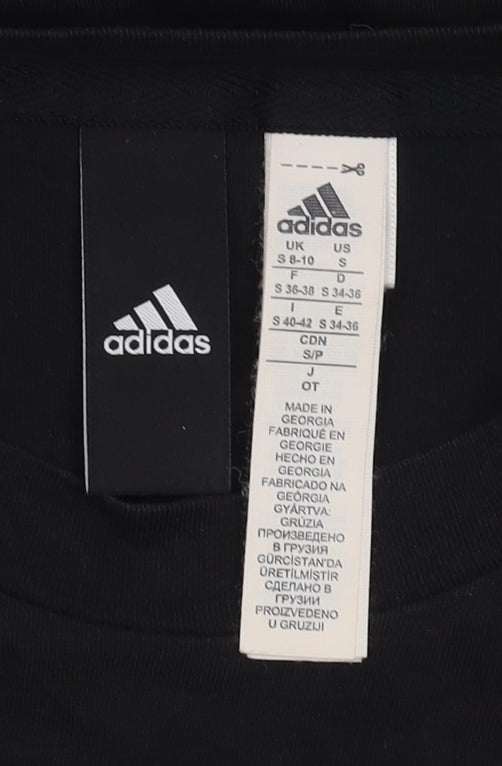 adidas
adidas
UK US
S 8-10 S
F D
S 36-38 S 34-36
I E
S 40-42 S 34-36
CDN
S/P
J
OT
MADE IN
GEORGIA
FABRIQUÉ EN
GEORGIE
HECHO EN
GEORGIA
FABRICADO NA
GEÓRGIA
GYÁRTVA:
GRÚZIA
ПРОИЗВЕДЕНО
В ГРУЗИЯ
GÜRCİSTAN'DA
ÜRETİLMİŞTİR
СДЕЛАНО В
ГРУЗИИ
PROIZVEDENO
U GRUZIJI